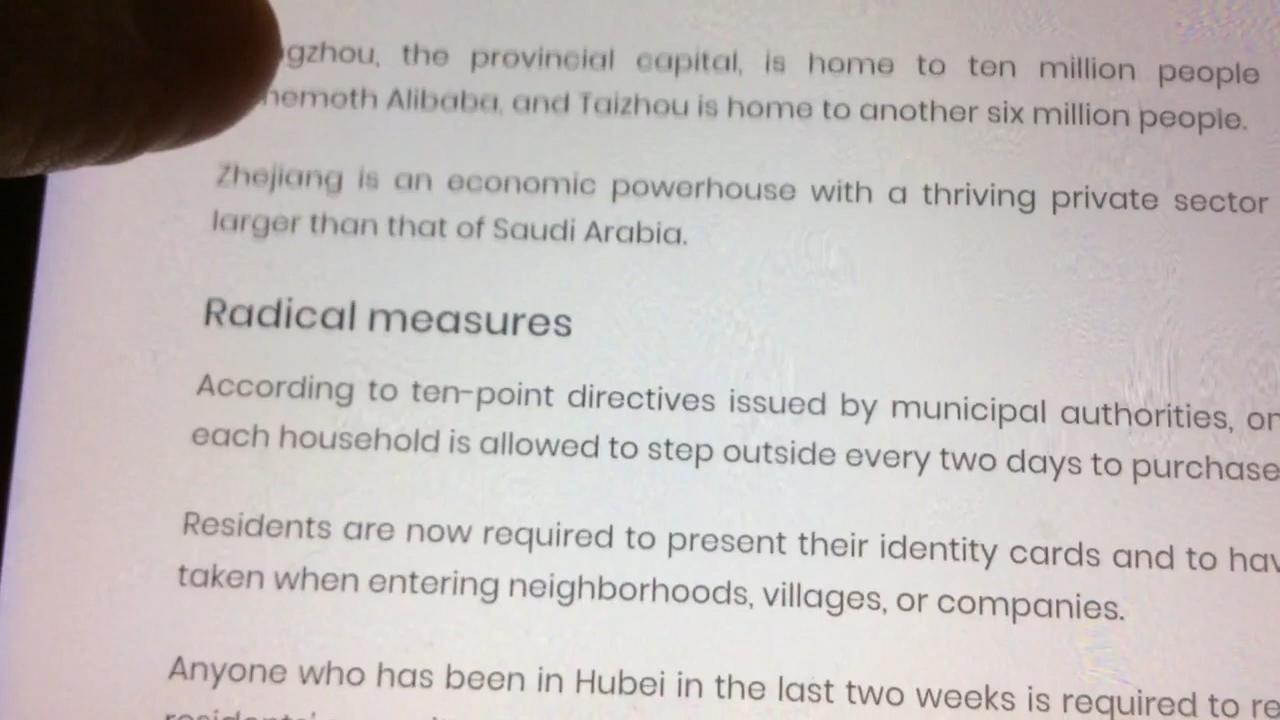 gzhou, the provincial capital, is home to ten million people
hemoth Alibaba, and Taizhou is home to another six million people.
Zhejiang is an economic powerhouse with a thriving private sector
larger than that of Saudi Arabia.
Radical measures
According to ten-point directives issued by municipal authorities, on
each household is allowed to step outside every two days to purchase
Residents are now required to present their identity cards and to hav
taken when entering neighborhoods, villages, or companies.
Anyone who has been in Hubei in the last two weeks is required to re